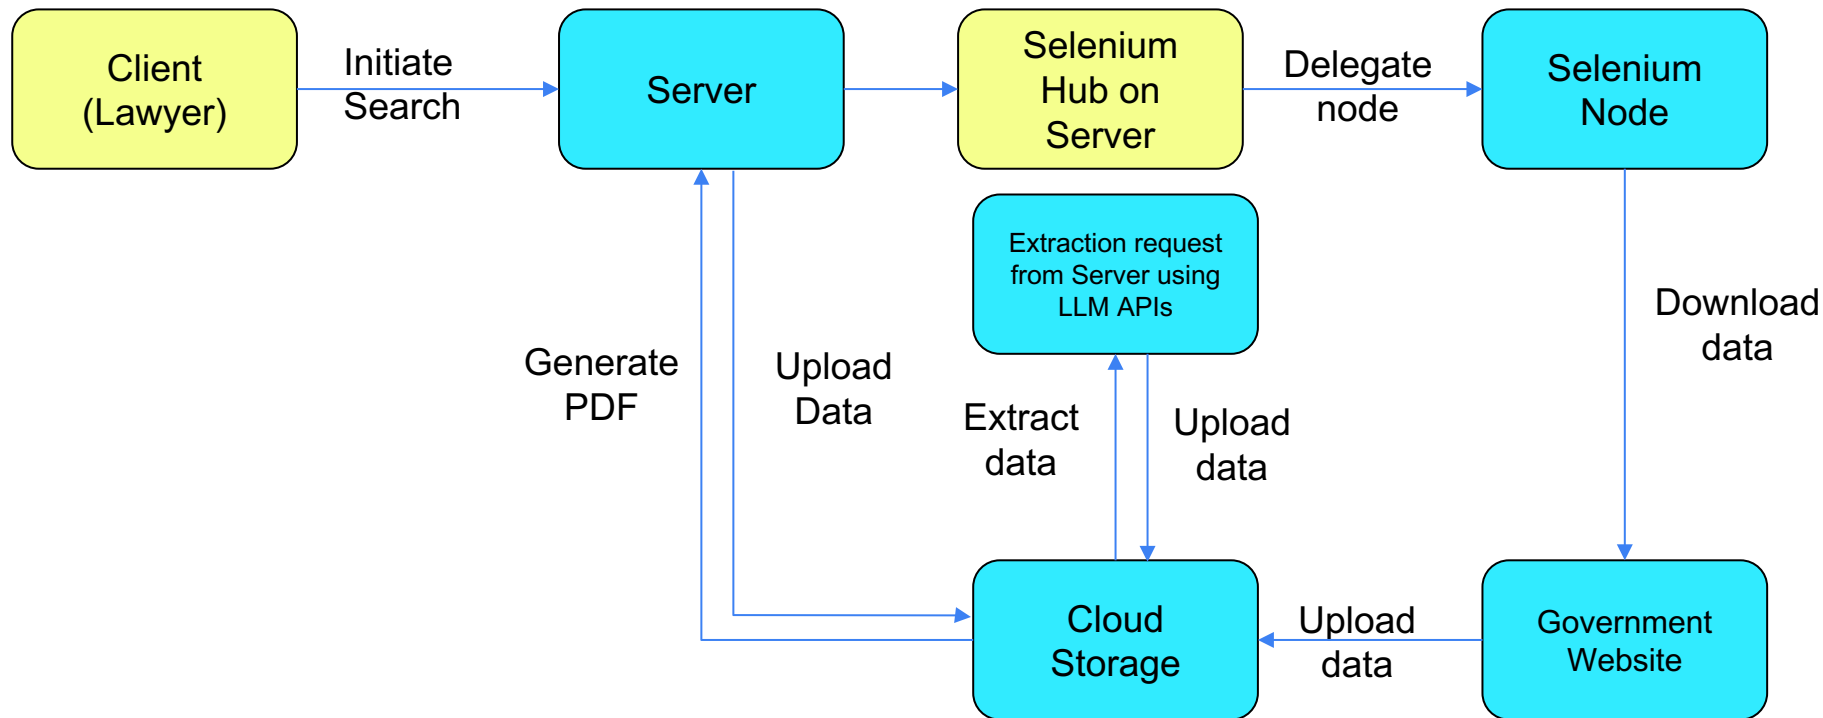 Client
(Lawyer)
Initiate
Search
Server
Selenium
Hub on
Server
Delegate
node
Selenium
Node
Extraction request
from Server using
LLM APIs
Download
data
Generate
PDF
Upload
Data
Extract
data
Upload
data
Cloud
Storage
Upload
data
Government
Website